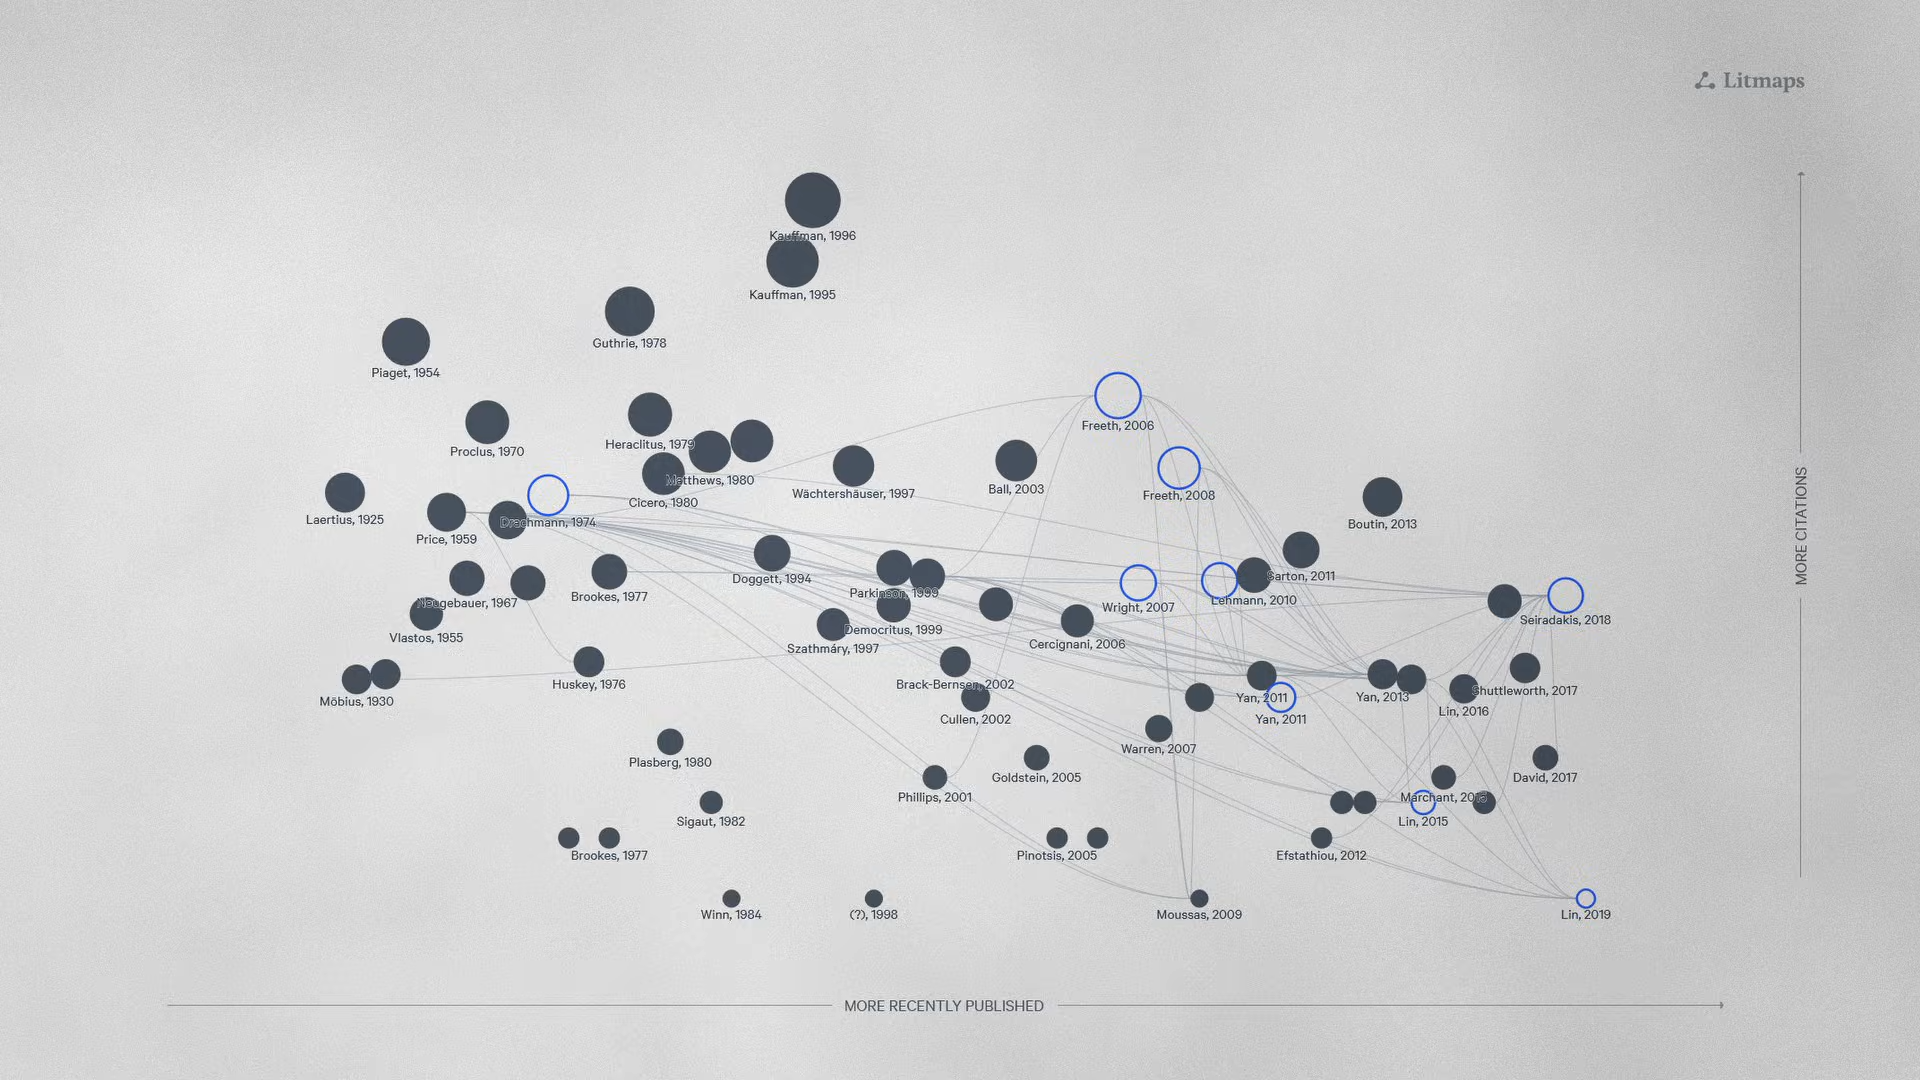 Litmaps
Kauffman, 1996
Kauffman, 1995
Guthrie, 1978
Piaget, 1954
Freeth, 2006
Heraclitus, 1979
Proclus, 1970
Matthews, 1980
Ball, 2003
Wächtershäuser, 1997
Freeth, 2008
Cicero, 1980
Laertius, 1925
Drachmann, 1974
Boutin, 2013
Price, 1959
MORE CITATIONS
Doggett, 1994
Garton, 2011
Parkinson, 1999
Brookes, 1977
Lehmann, 2010
Neugebauer, 1967
Wright, 2007
Seiradakis, 2018
Democritus, 1999
Vlastos, 1955
Cercignani, 2006
Szathmáry, 1997
Huskey, 1976
Brack-Bernsen, 2002
Shuttleworth, 2017
Yan, 2011
Yan, 2013
Möbius, 1930
Lin, 2016
Cullen, 2002
Yan, 2011
Warren, 2007
Plasberg, 1980
Goldstein, 2005
David, 2017
Phillips, 2001
Marchant, 2015
Sigaut, 1982
Lin, 2015
Brookes, 1977
Pinotsis, 2005
Efstathiou, 2012
Winn, 1984
(?), 1998
Moussas, 2009
Lin, 2019
MORE RECENTLY PUBLISHED